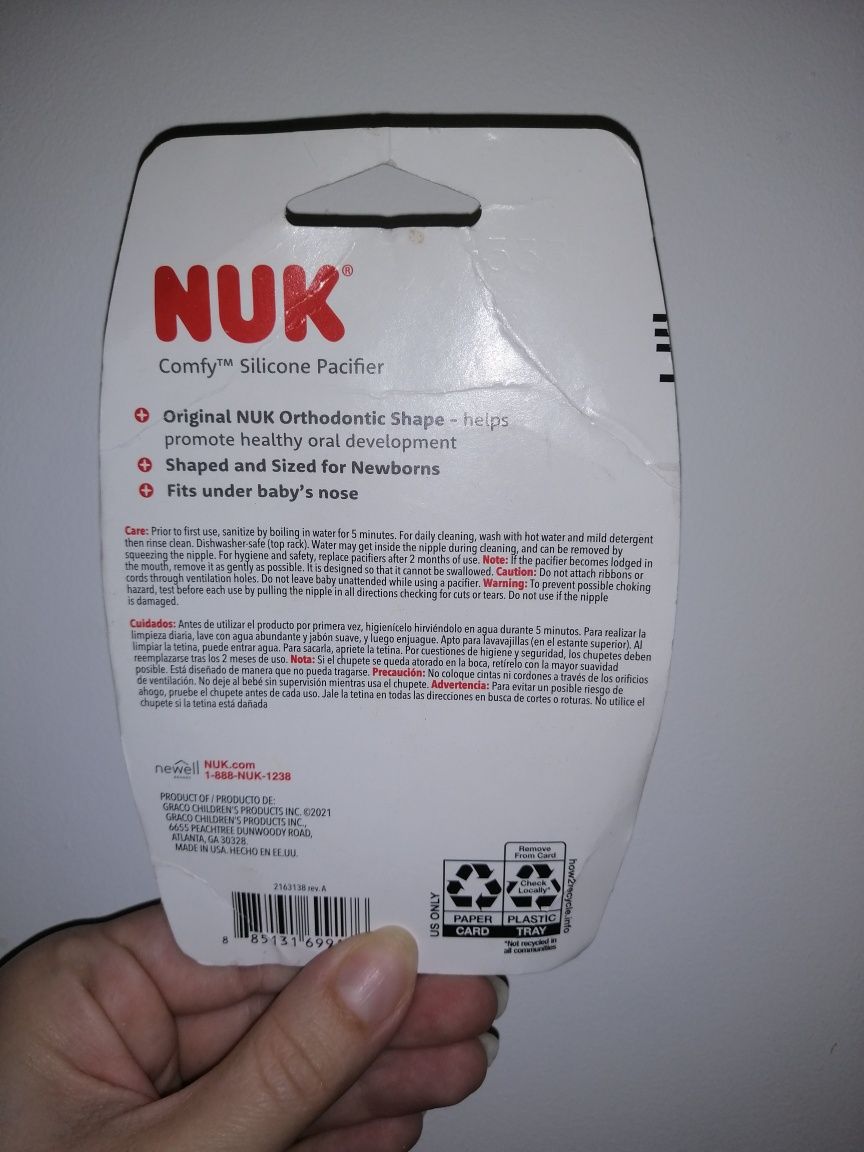 NUK®
Comfy™ Silicone Pacifier
Original NUK Orthodontic Shape - helps
promote healthy oral development
Shaped and Sized for Newborns
Fits under baby's nose
Care: Prior to first use, sanitize by boiling in water for 5 minutes. For daily cleaning, wash with hot water and mild detergent
then rinse clean. Dishwasher-safe (top rack). Water may get inside the nipple during cleaning, and can be removed by
squeezing the nipple. For hygiene and safety, replace pacifiers after 2 months of use. Note: If the pacifier becomes lodged in
the mouth, remove it as gently as possible. It is designed so that it cannot be swallowed. Caution: Do not attach ribbons or
cords through ventilation holes. Do not leave baby unattended while using a pacifier. Warning: To prevent possible choking
hazard, test before each use by pulling the nipple in all directions checking for cuts or tears. Do not use if the nipple
is damaged.
Cuidados: Antes de utilizar el producto por primera vez, higienícelo hirviéndolo en agua durante 5 minutos. Para realizar la
limpieza diaria, lave con agua abundante y jabón suave, y luego enjuague. Apto para lavavajillas (en el estante superior). Al
limpiar la tetina, puede entrar agua. Para sacarla, apriete la tetina. Por cuestiones de higiene y seguridad, los chupetes deben
reemplazarse tras los 2 meses de uso. Nota: Si el chupete se queda atorado en la boca, retírelo con la mayor suavidad
posible. Está diseñado de manera que no pueda tragarse. Precaución: No coloque cintas ni cordones a través de los orificios
de ventilación. No deje al bebé sin supervisión mientras usa el chupete. Advertencia: Para evitar un posible riesgo de
ahogo, pruebe el chupete antes de cada uso. Jale la tetina en todas las direcciones en busca de cortes o roturas. No utilice el
chupete si la tetina está dañada
newell NUK.com
BRANDS 1-888-NUK-1238
PRODUCT OF / PRODUCTO DE:
GRACO CHILDREN'S PRODUCTS INC. ©2021
GRACO CHILDREN'S PRODUCTS INC.,
6655 PEACHTREE DUNWOODY ROAD,
ATLANTA, GA 30328.
MADE IN USA. HECHO EN EE.UU.
2163138 rev. A
8 85131 699
US ONLY
Remove
From Card
Check
Locally*
PAPER
CARD
PLASTIC
TRAY
*Not recycled in
all communities
how2recycle.info